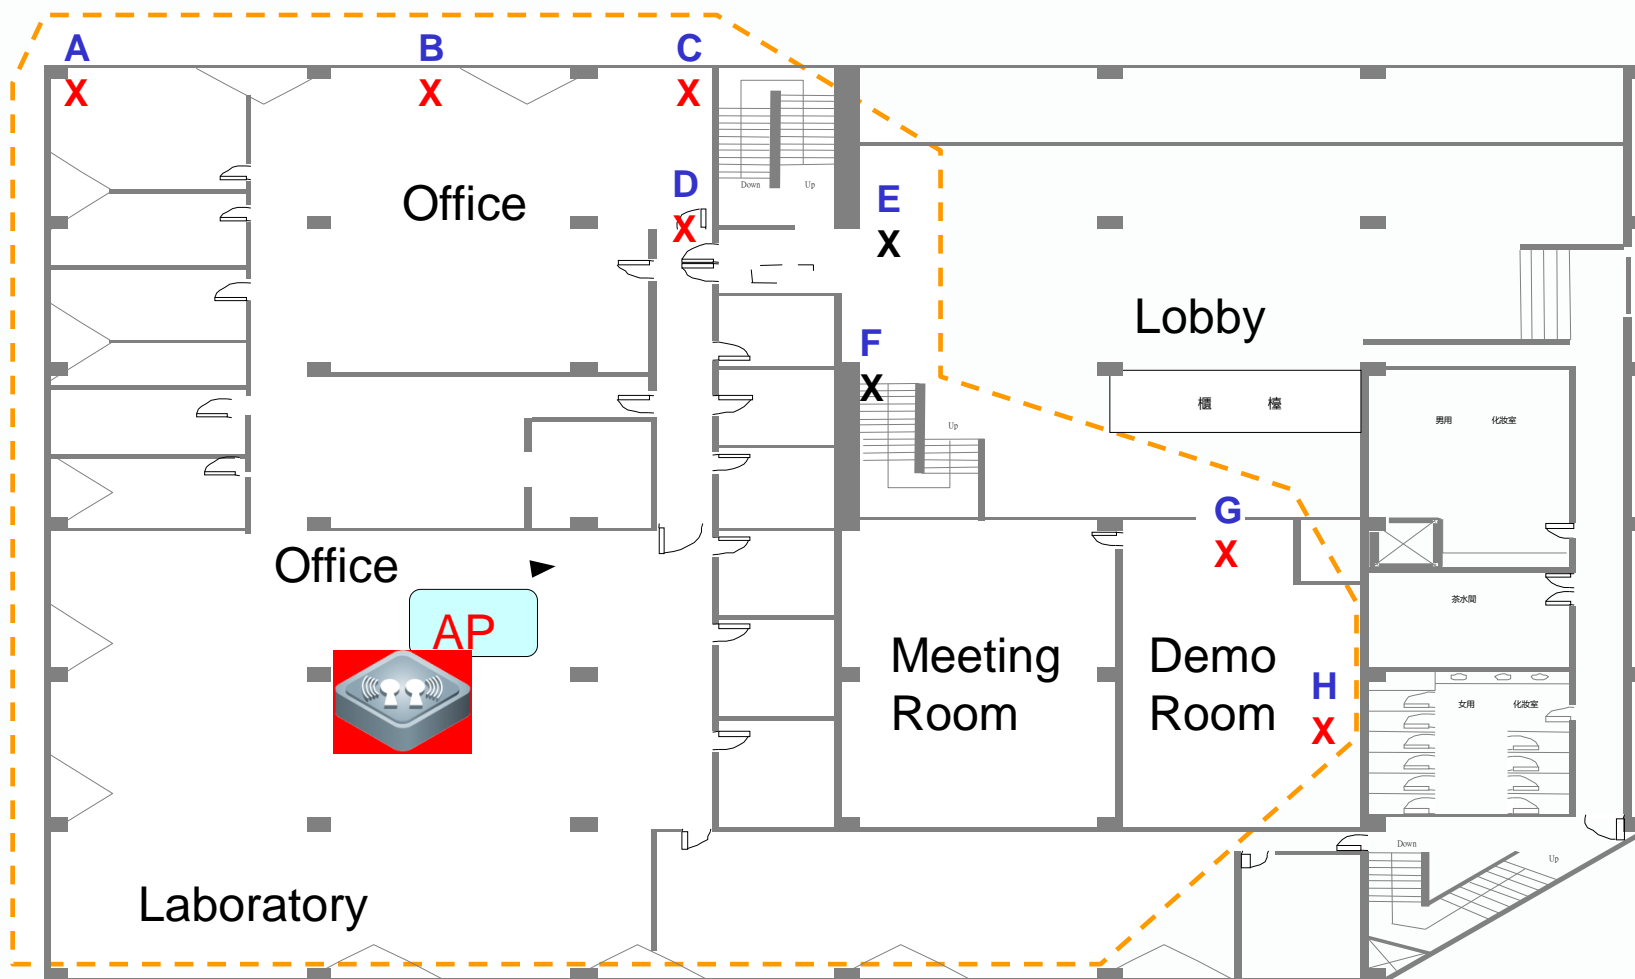 A B C
X X X
D
X
Office
Down Up
E
X
Lobby
F
X
櫃 檯
Up
男用 化妝室
G
X
Office
AP
茶水間
Meeting
Room
Demo
Room
H
X
女用 化妝室
Laboratory
Down
Up